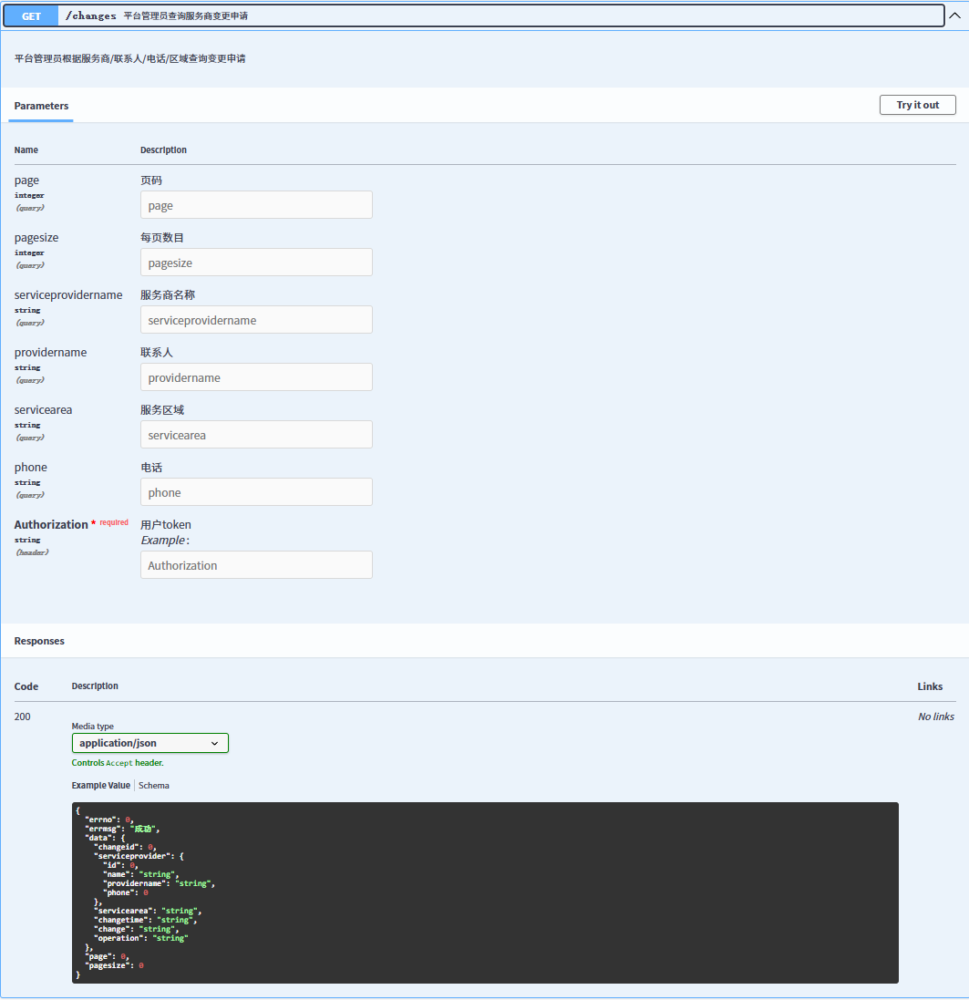 GET /changes 平台管理员查询服务商变更申请
平台管理员根据服务商/联系人/电话/区域查询变更申请
Parameters Try it out
Name Description
page 页码
integer
(query) page
pagesize 每页数目
integer
(query) pagesize
serviceprovidername 服务商名称
string
(query) serviceprovidername
providername 联系人
string
(query) providername
servicearea 服务区域
string
(query) servicearea
phone 电话
string
(query) phone
Authorization * required 用户token
string Example :
(header) Authorization
Responses
Code Description Links
200 No links
Media type
application/json
Controls Accept header.
Example Value Schema
{
"errno": 0,
"errmsg": "成功",
"data": {
"changeid": 0,
"serviceprovider": {
"id": 0,
"name": "string",
"providername": "string",
"phone": 0
},
"servicearea": "string",
"changetime": "string",
"change": "string",
"operation": "string"
},
"page": 0,
"pagesize": 0
}